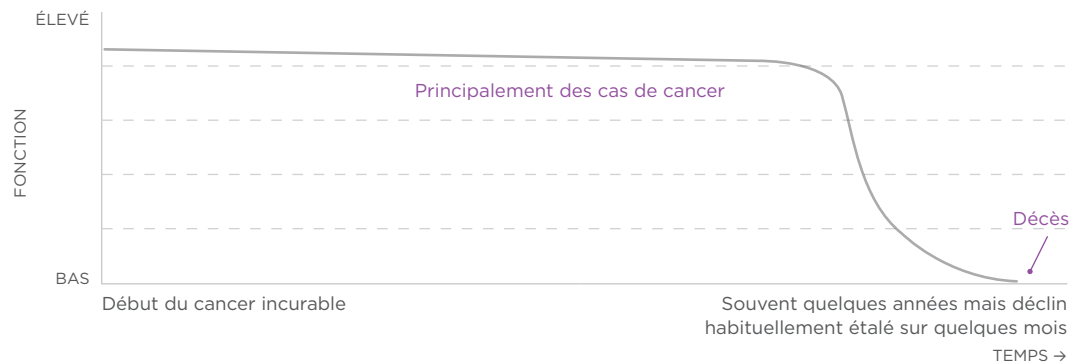 ÉLEVÉ
Principalement des cas de cancer
FONCTION
Décès
BAS
Début du cancer incurable
Souvent quelques années mais déclin
habituellement étalé sur quelques mois
TEMPS →